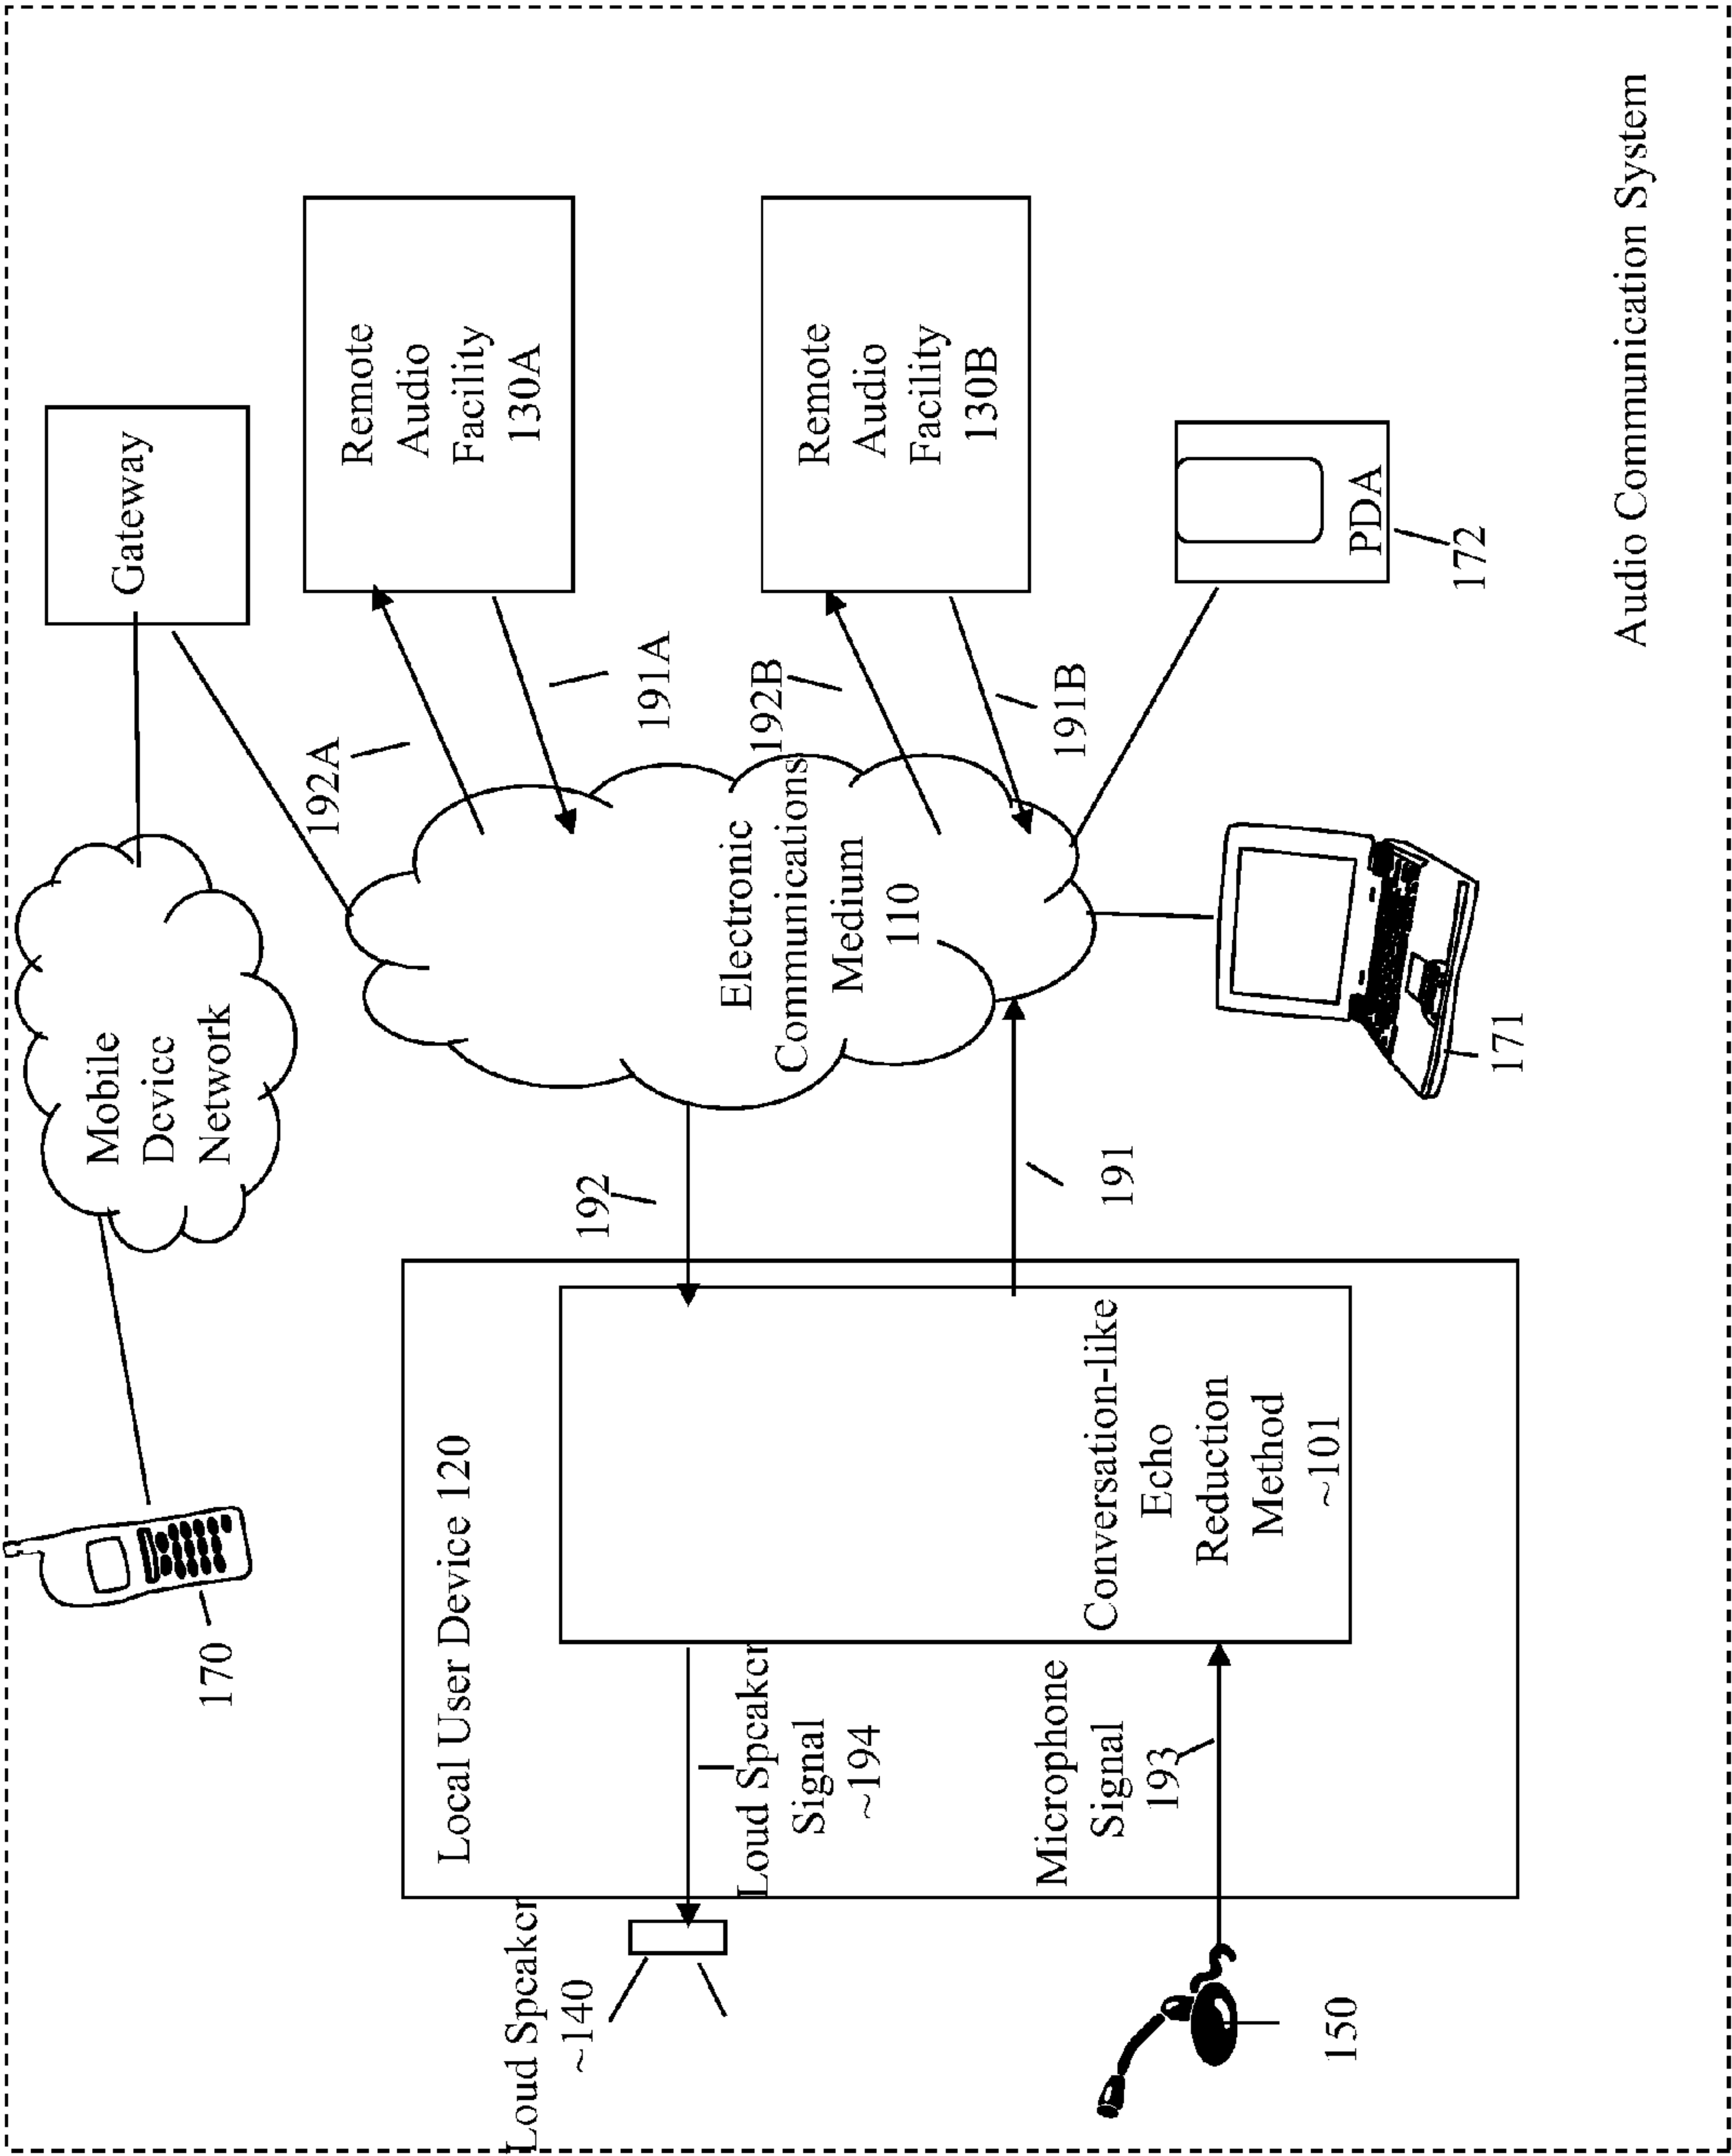 170
Mobile
Device
Network
Gateway
Loud Speaker
~140
Local User Device 120
192
192A
Remote
Audio
Facility
130A
191A
Loud Speaker
Signal
~194
Electronic
Communications
Medium
110
192B
Remote
Audio
Facility
130B
191B
Microphone
Signal
193
Conversation-like
Echo
Reduction
Method
~101
191
150
171
PDA
172
Audio Communication System